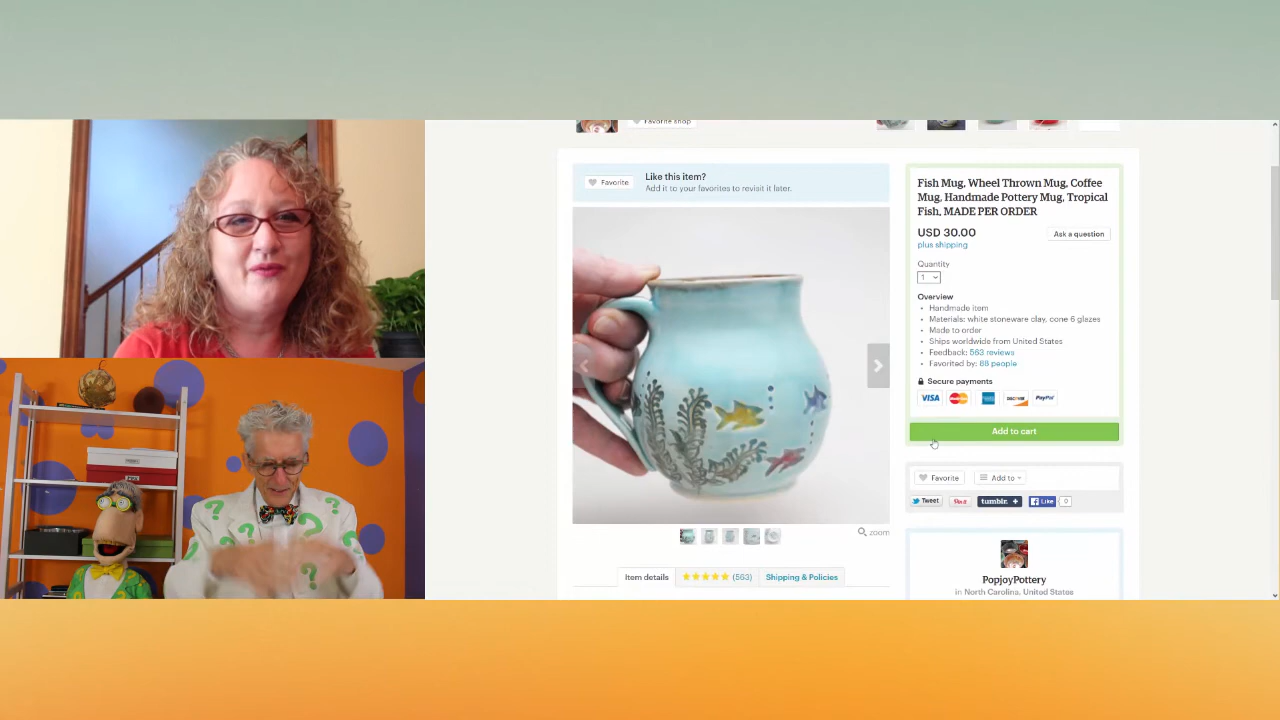 Favorite shop
Favorite
Like this item?
Add it to your favorites to revisit it later.
zoom
Item details
(563)
Shipping & Policies
Fish Mug, Wheel Thrown Mug, Coffee
Mug, Handmade Pottery Mug, Tropical
Fish, MADE PER ORDER
USD 30.00
Ask a question
plus shipping
Quantity
1
Overview
Handmade item
Materials: white stoneware clay, cone 6 glazes
Made to order
Ships worldwide from United States
Feedback: 563 reviews
Favorited by: 88 people
Secure payments
VISA MasterCard DISCOVER PayPal
Add to cart
Favorite
Add to
Tweet
Pin it
tumblr. +
Like
0
PopjoyPottery
in North Carolina, United States